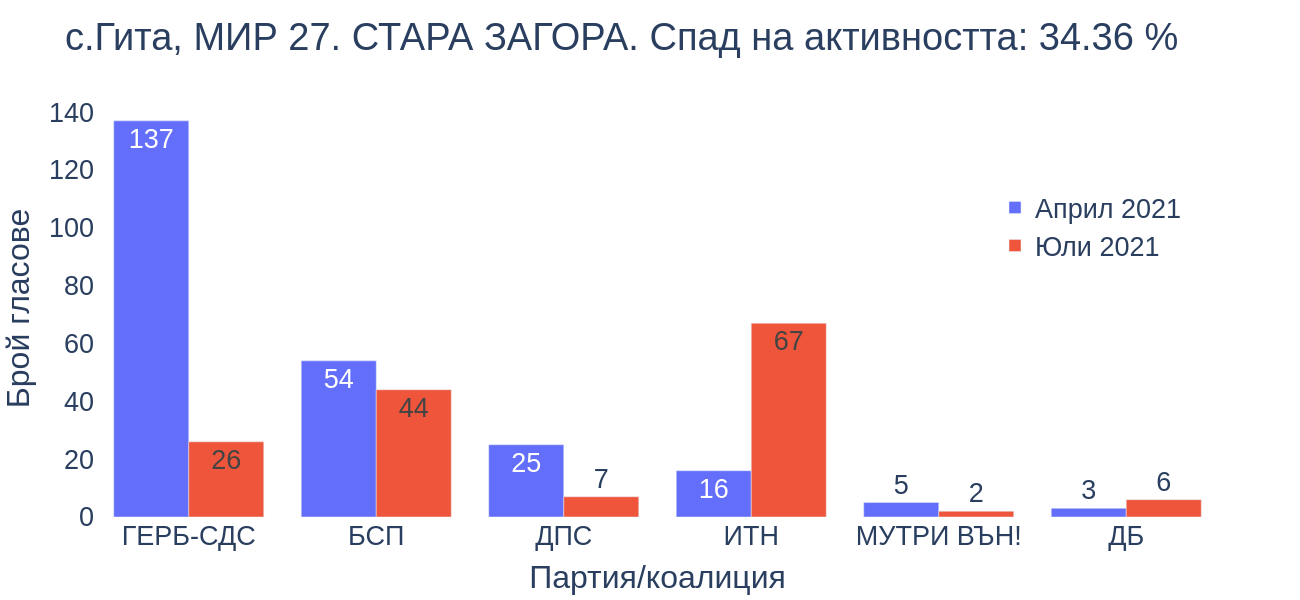 с.Гита, МИР 27. СТАРА ЗАГОРА. Спад на активността: 34.36 %
Брой гласове
140
120
100
80
60
40
20
0
137
26
54
44
25
7
16
67
5
2
3
6
Април 2021
Юли 2021
ГЕРБ-СДС
БСП
ДПС
ИТН
МУТРИ ВЪН!
ДБ
Партия/коалиция